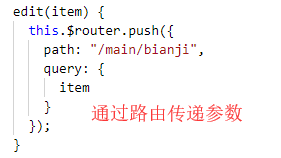 edit(item) {
  this.$router.push({
    path: "/main/bianji",
    query: {
      item
    }
通过路由传递参数
  });
}